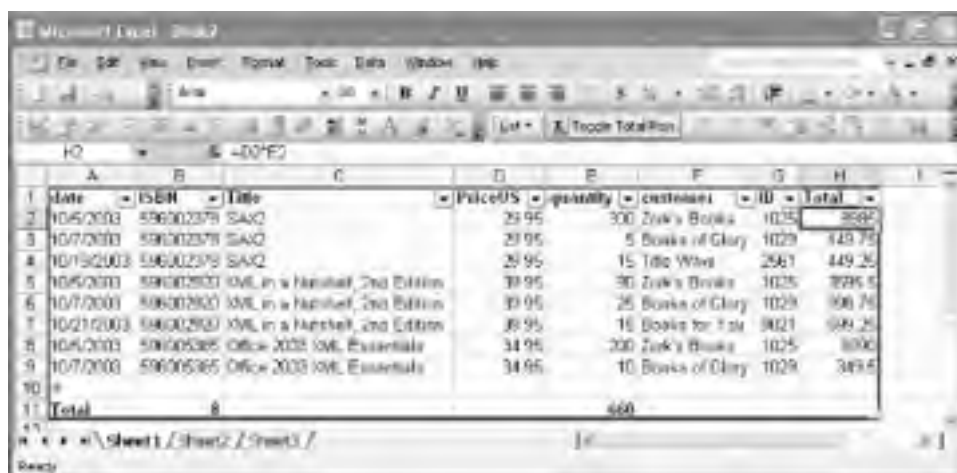 Microsoft Excel - Book2
File Edit View Insert Format Tools Data Window Help
Arial 10 B I U $ %
List Toggle Total Row
H2 =D2*E2
A B C D E F G H I
1 date ISBN Title PriceUS quantity customer ID Total
2 10/5/2003 596002378 SAX2 29.95 300 Zork's Books 1025 8985
3 10/7/2003 596002378 SAX2 29.95 5 Books of Glory 1029 149.75
4 10/19/2003 596002378 SAX2 29.95 15 Title Wave 2561 449.25
5 10/5/2003 596002920 XML in a Nutshell, 2nd Edition 39.95 90 Zork's Books 1025 3595.5
6 10/7/2003 596002920 XML in a Nutshell, 2nd Edition 39.95 25 Books of Glory 1029 998.75
7 10/21/2003 596002920 XML in a Nutshell, 2nd Edition 39.95 15 Books for You 9021 599.25
8 10/5/2003 596005385 Office 2003 XML Essentials 34.95 200 Zork's Books 1025 6990
9 10/7/2003 596005385 Office 2003 XML Essentials 34.95 10 Books of Glory 1029 349.5
10 *
11 Total 8 660
Sheet1 Sheet2 Sheet3
Ready